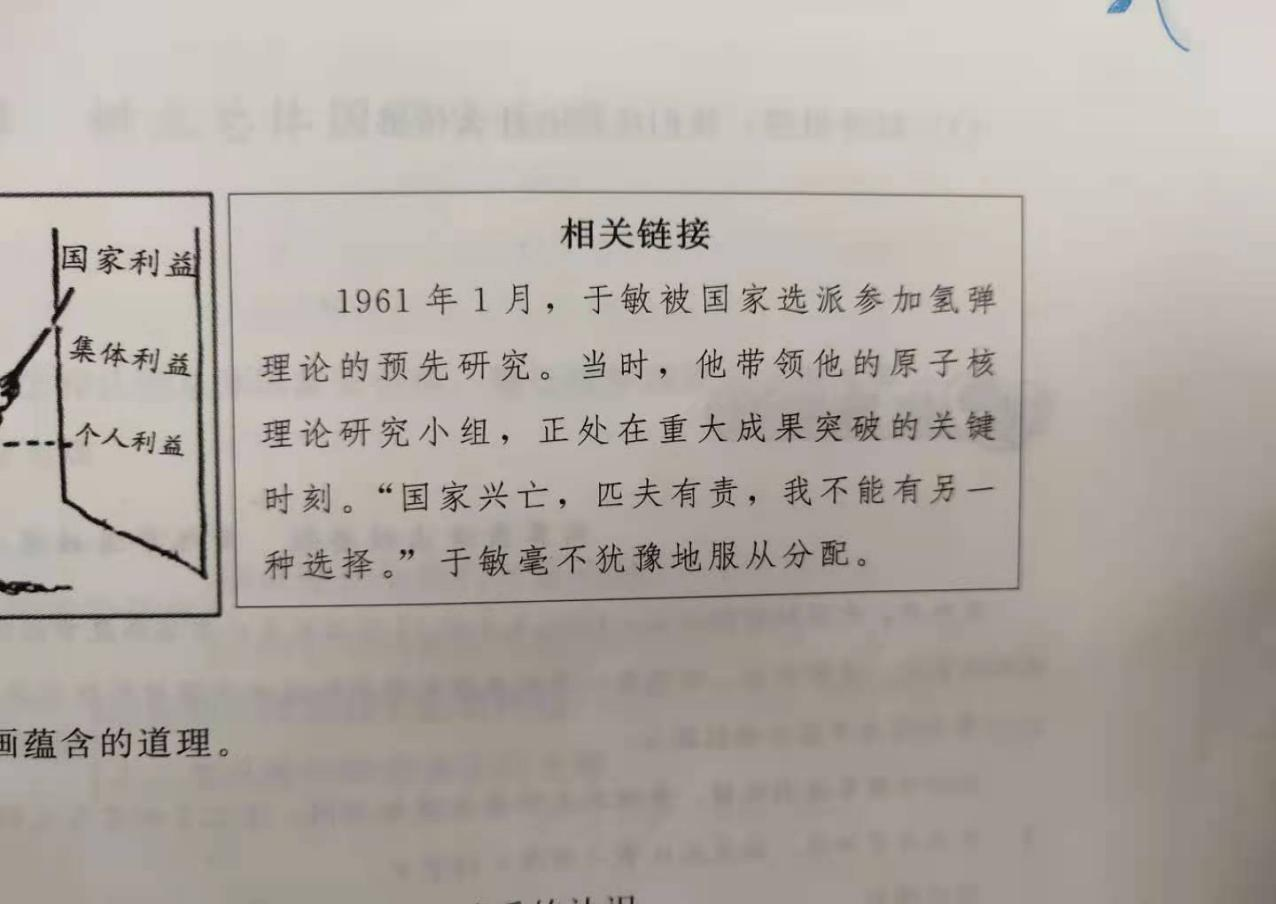 国家利益
集体利益
个人利益
相关链接
1961 年 1 月，于敏被国家选派参加氢弹
理论的预先研究。当时，他带领他的原子核
理论研究小组，正处在重大成果突破的关键
时刻。“国家兴亡，匹夫有责，我不能有另一
种选择。”于敏毫不犹豫地服从分配。
画蕴含的道理。